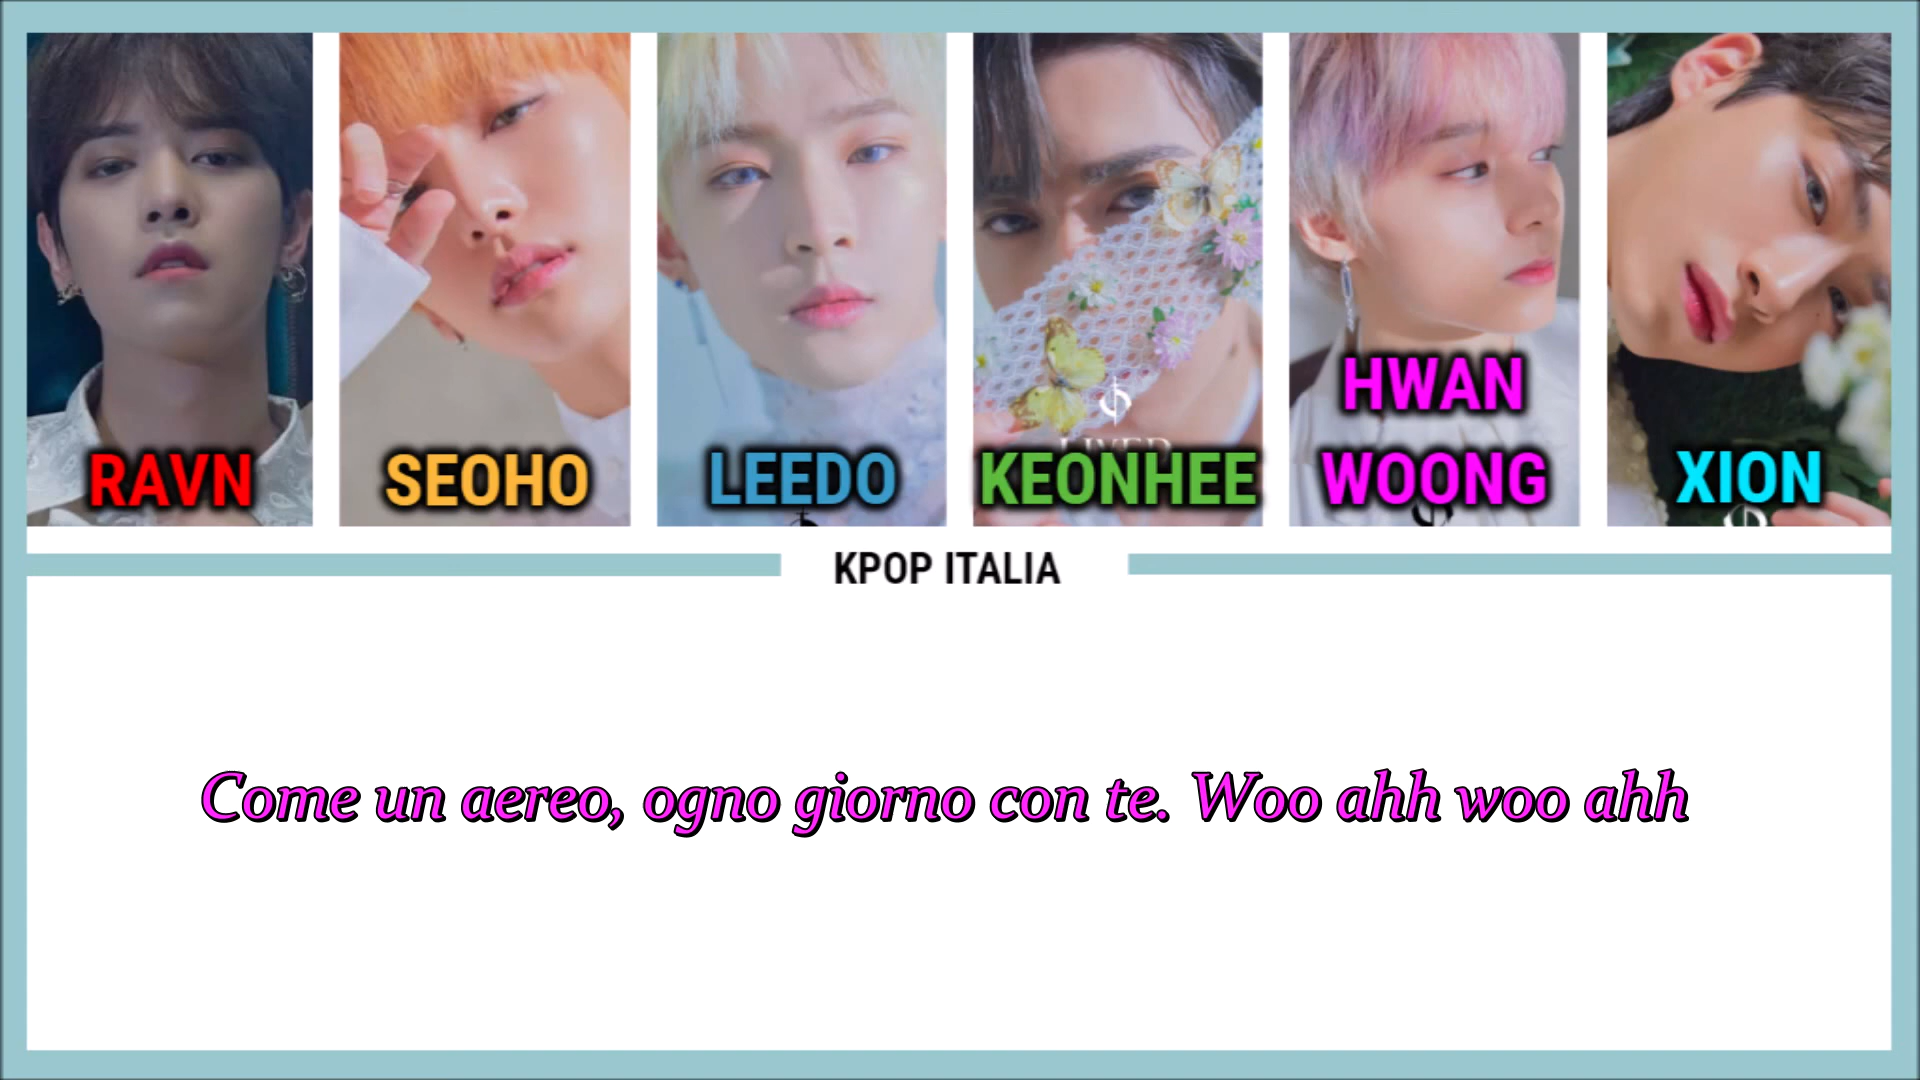 RAVN
SEOHO
LEEDO
KEONHEE
HWAN
WOONG
XION
LIVED
KPOP ITALIA
Come un aereo, ogno giorno con te. Woo ahh woo ahh